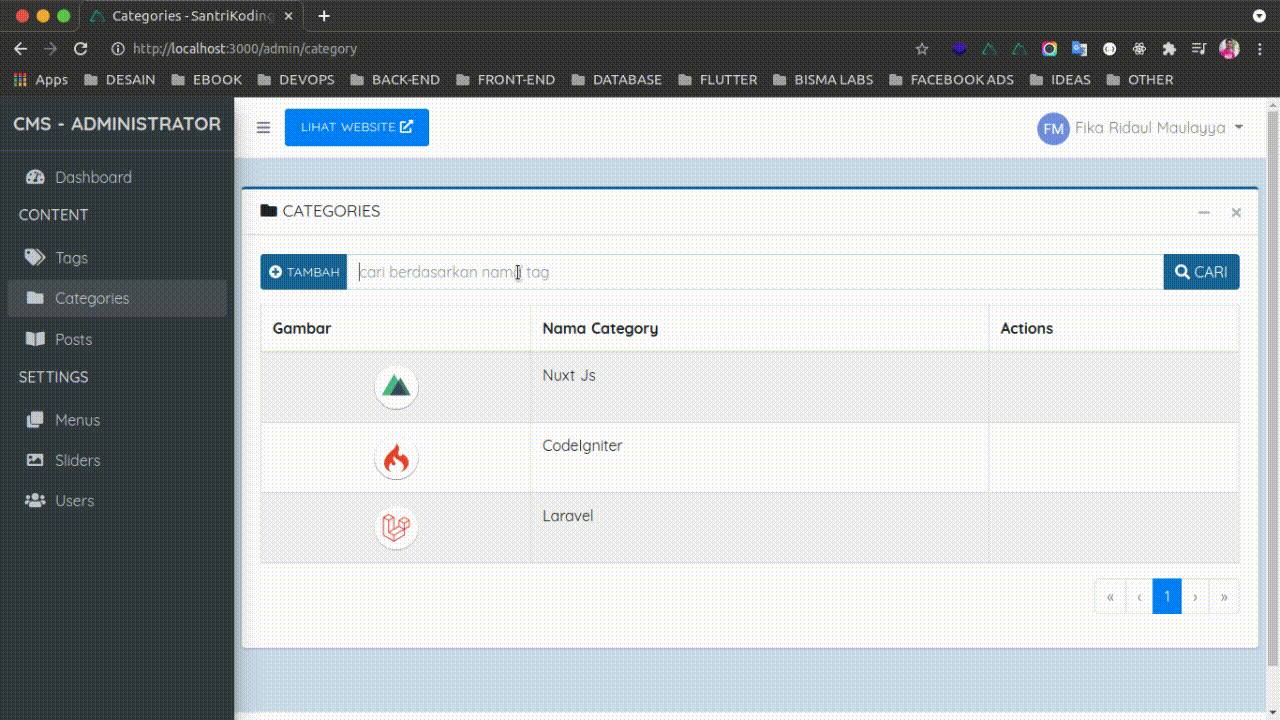 Categories - SantriKoding
http://localhost:3000/admin/category
Apps DESAIN EBOOK DEVOPS BACK-END FRONT-END DATABASE FLUTTER BISMA LABS FACEBOOK ADS IDEAS OTHER
CMS - ADMINISTRATOR
LIHAT WEBSITE
FM Fika Ridaul Maulayya
Dashboard
CONTENT
Tags
Categories
Posts
SETTINGS
Menus
Sliders
Users
CATEGORIES
TAMBAH
cari berdasarkan nama tag
CARI
Gambar Nama Category Actions
Nuxt Js
CodeIgniter
Laravel
« ‹ 1 › »